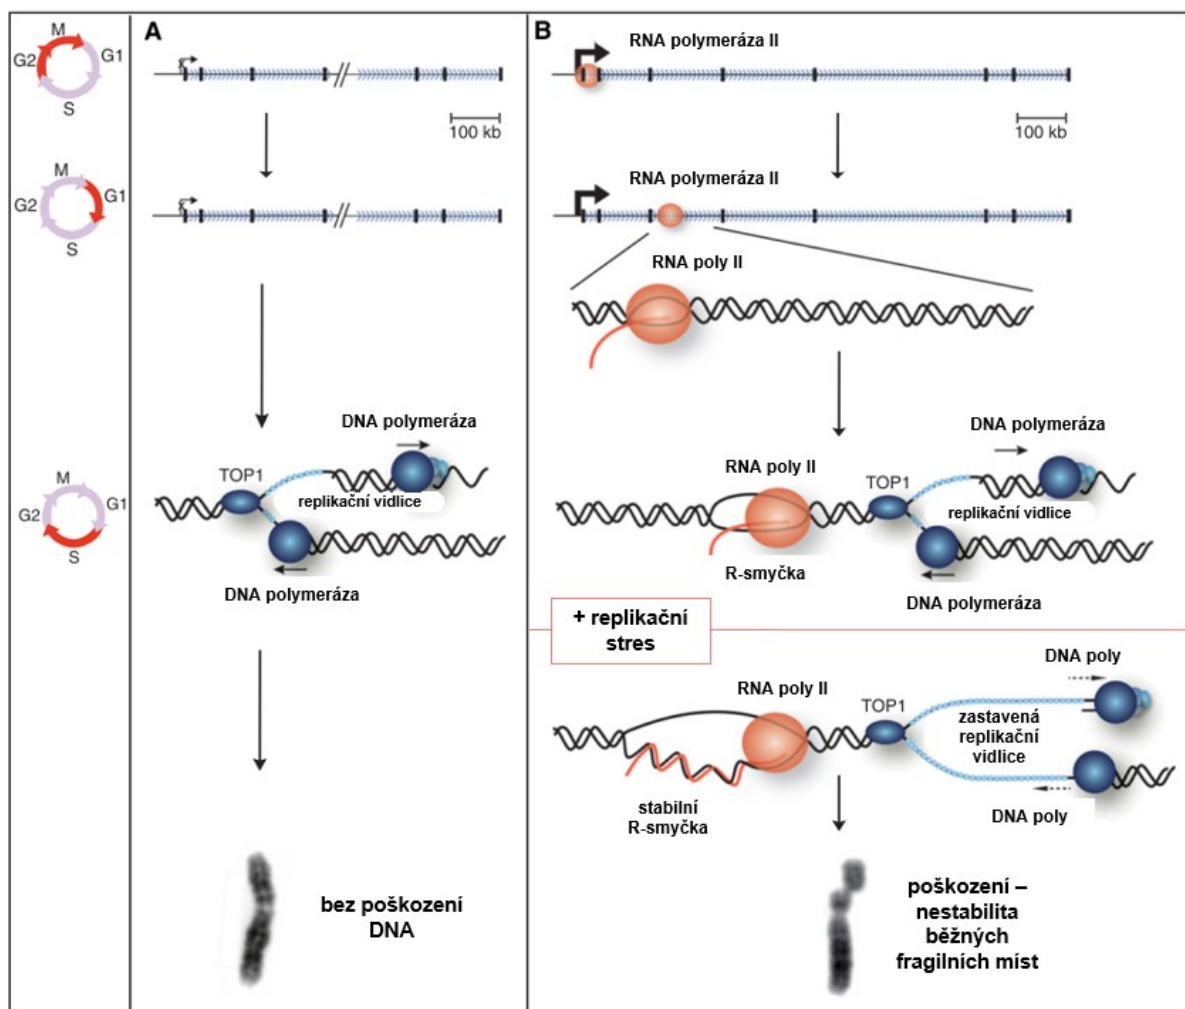 M
G2
G1
S
A
100 kb
B
RNA polymeráza II
100 kb
M
G2
G1
S
RNA polymeráza II
RNA poly II
M
G2
G1
S
DNA polymeráza
TOP1
replikační vidlice
DNA polymeráza
DNA polymeráza
RNA poly II
TOP1
replikační vidlice
R-smyčka
DNA polymeráza
+ replikační
stres
DNA poly
RNA poly II
TOP1
zastavená
replikační
vidlice
stabilní
R-smyčka
DNA poly
bez poškození
DNA
poškození –
nestabilita
běžných
fragilních míst